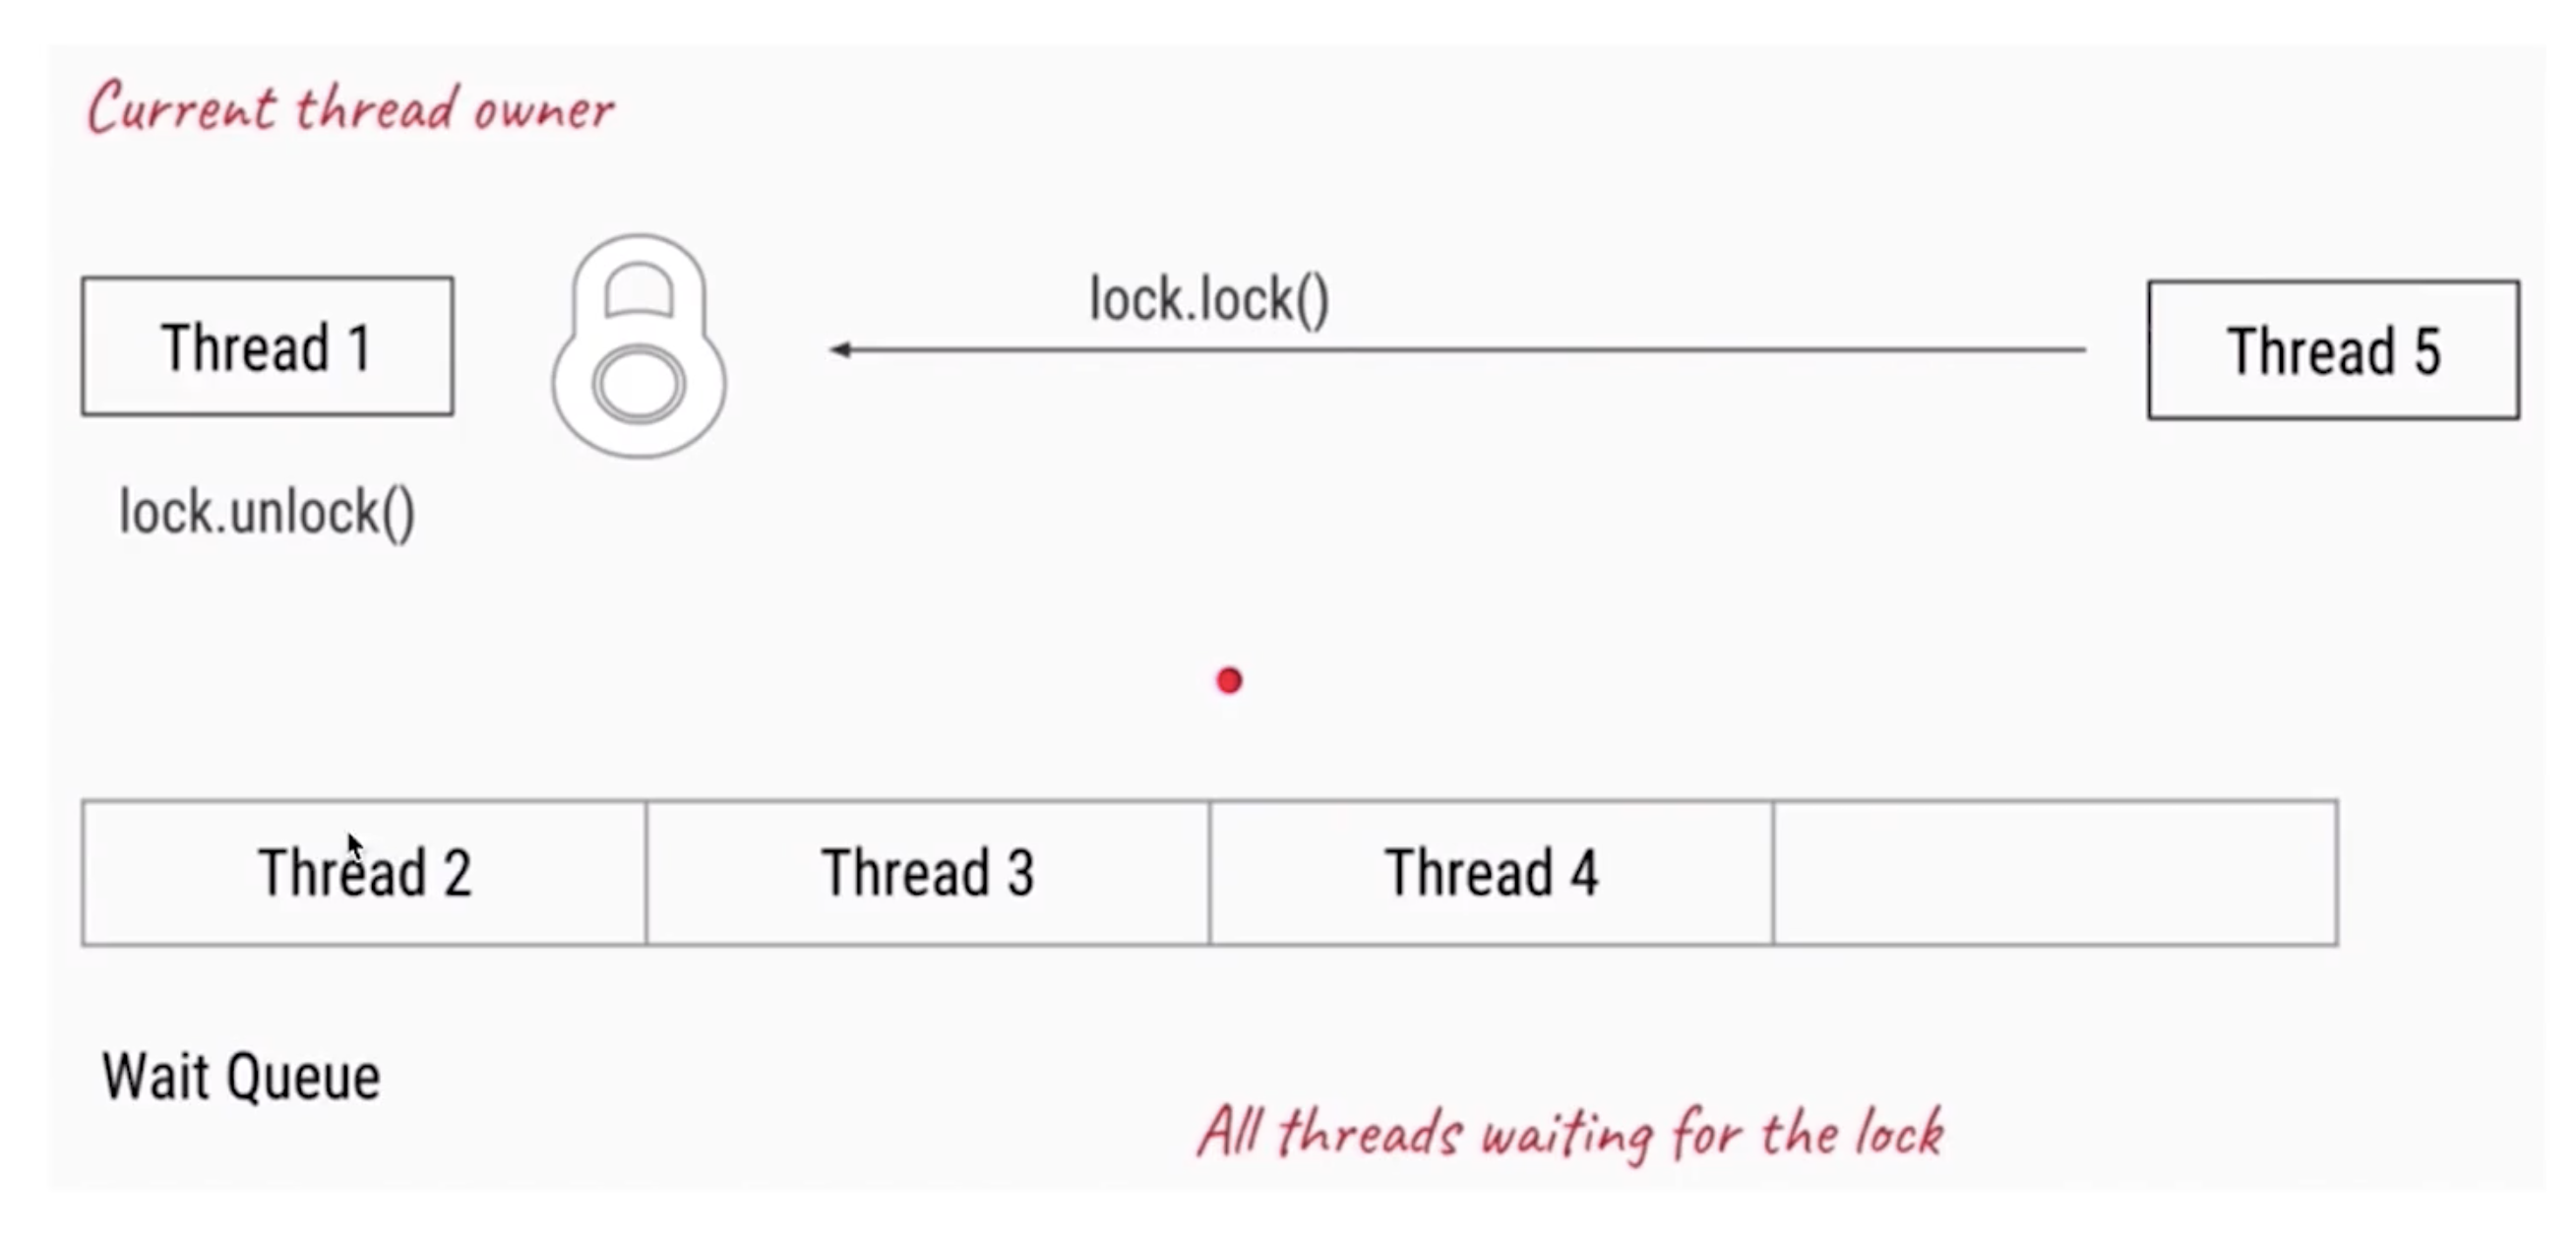 Current thread owner
lock.lock()
Thread 1
Thread 5
lock.unlock()
Thread 2
Thread 3
Thread 4
Wait Queue
All threads waiting for the lock